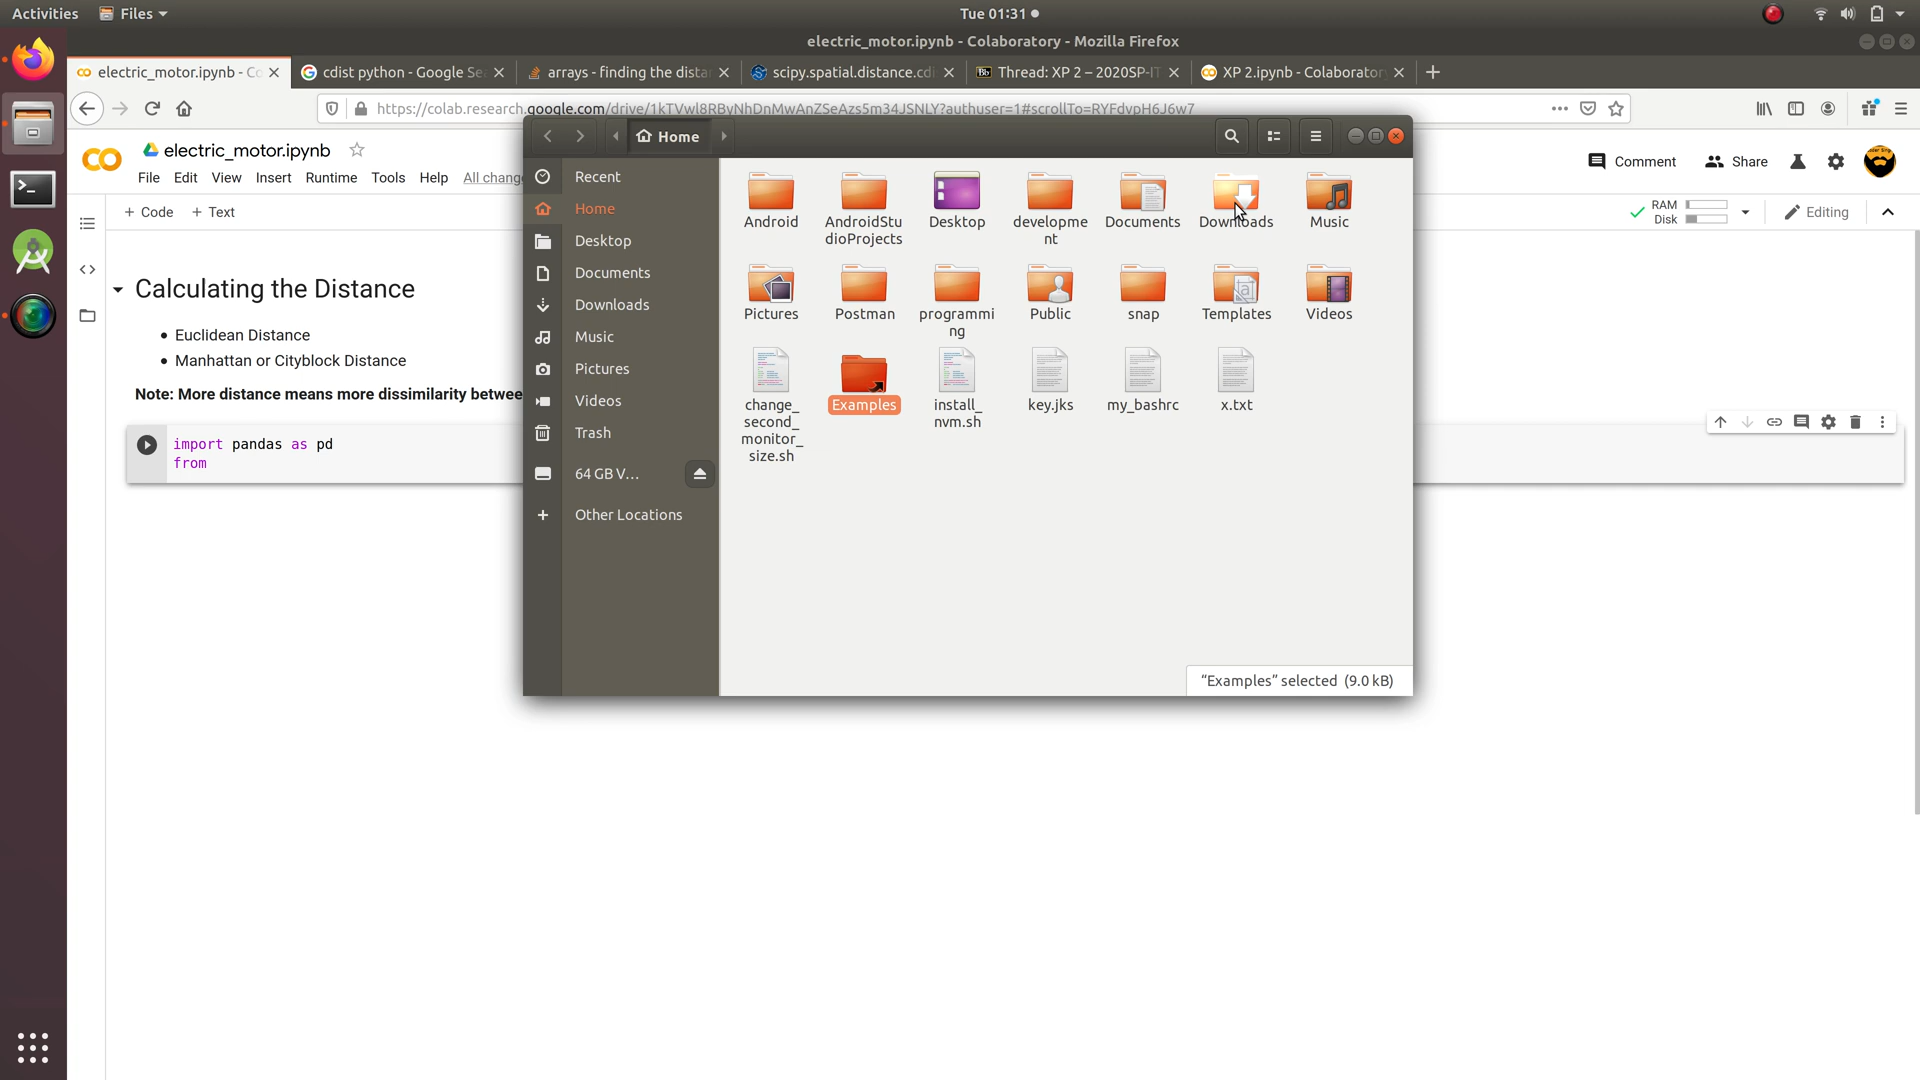 Activities
Files
Tue 01:31
electric_motor.ipynb - Colaboratory - Mozilla Firefox
electric_motor.ipynb - Co
cdist python - Google Se
arrays - finding the dista
scipy.spatial.distance.cdi
Thread: XP 2 – 2020SP-IT
XP 2.ipynb - Colaborator
https://colab.research.google.com/drive/1kTVwl8RByNhDnMwAnZSeAzs5m34JSNLY?authuser=1#scrollTo=RYFdvpH6J6w7
electric_motor.ipynb
File Edit View Insert Runtime Tools Help All chang
Comment
Share
+ Code + Text
RAM
Disk
Editing
Calculating the Distance
Euclidean Distance
Manhattan or Cityblock Distance
Note: More distance means more dissimilarity betwee
import pandas as pd
from
Home
Recent
Home
Desktop
Documents
Downloads
Music
Pictures
Videos
Trash
64 GB V...
Other Locations
Android
AndroidStu
dioProjects
Desktop
developme
nt
Documents
Downloads
Music
Pictures
Postman
programmi
ng
Public
snap
Templates
Videos
change_
second_
monitor_
size.sh
Examples
install_
nvm.sh
key.jks
my_bashrc
x.txt
“Examples” selected (9.0 kB)